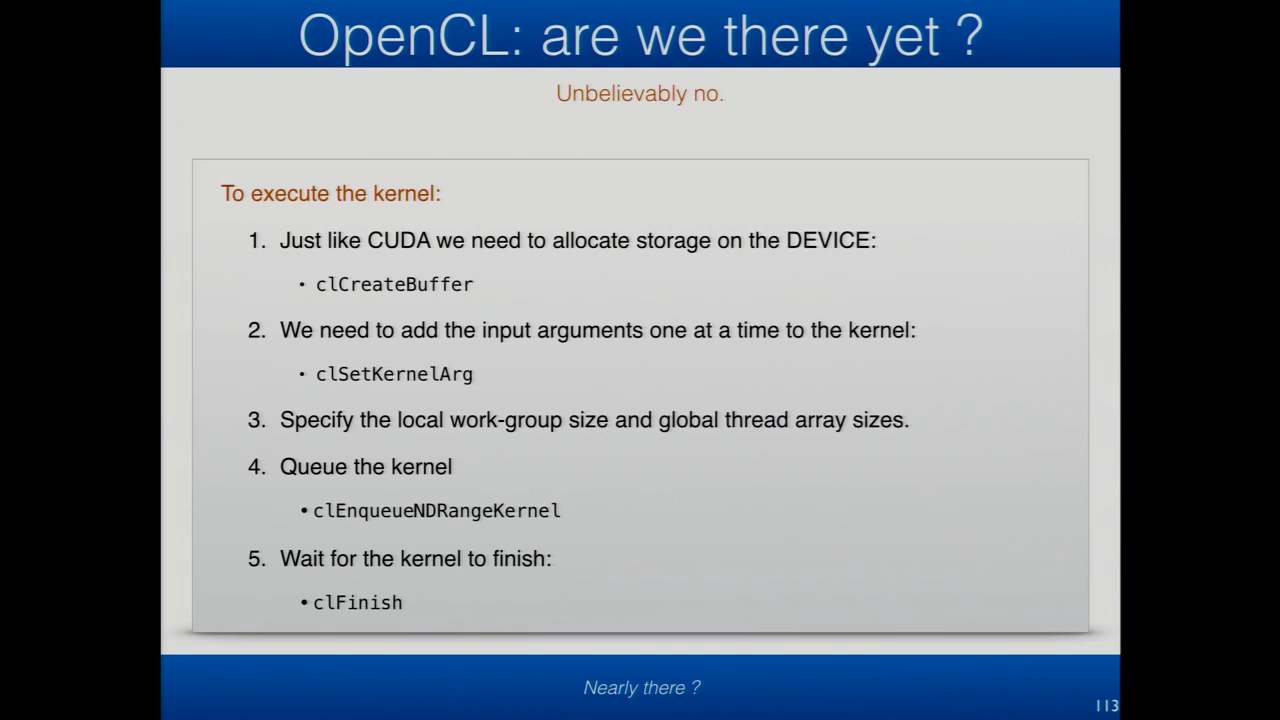 OpenCL: are we there yet ?
Unbelievably no.
To execute the kernel:
1. Just like CUDA we need to allocate storage on the DEVICE:
• clCreateBuffer
2. We need to add the input arguments one at a time to the kernel:
• clSetKernelArg
3. Specify the local work-group size and global thread array sizes.
4. Queue the kernel
• clEnqueueNDRangeKernel
5. Wait for the kernel to finish:
• clFinish
Nearly there ?
113